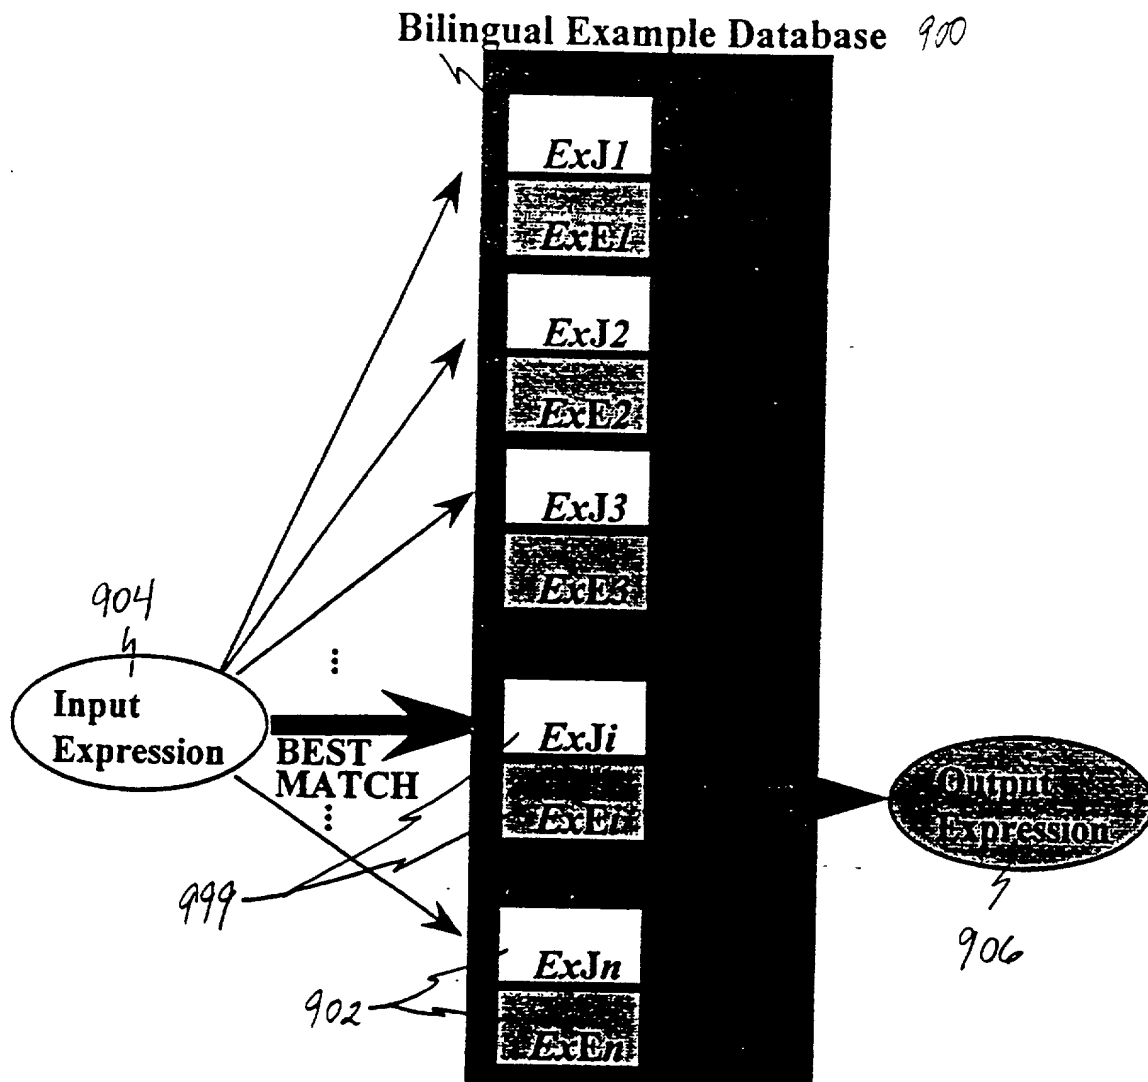 Bilingual Example Database 900
ExJ1
ExE1
ExJ2
ExE2
ExJ3
ExE3
904
Input
Expression
BEST
MATCH
ExJi
ExEi
Output
Expression
999
906
ExJn
902
ExEn